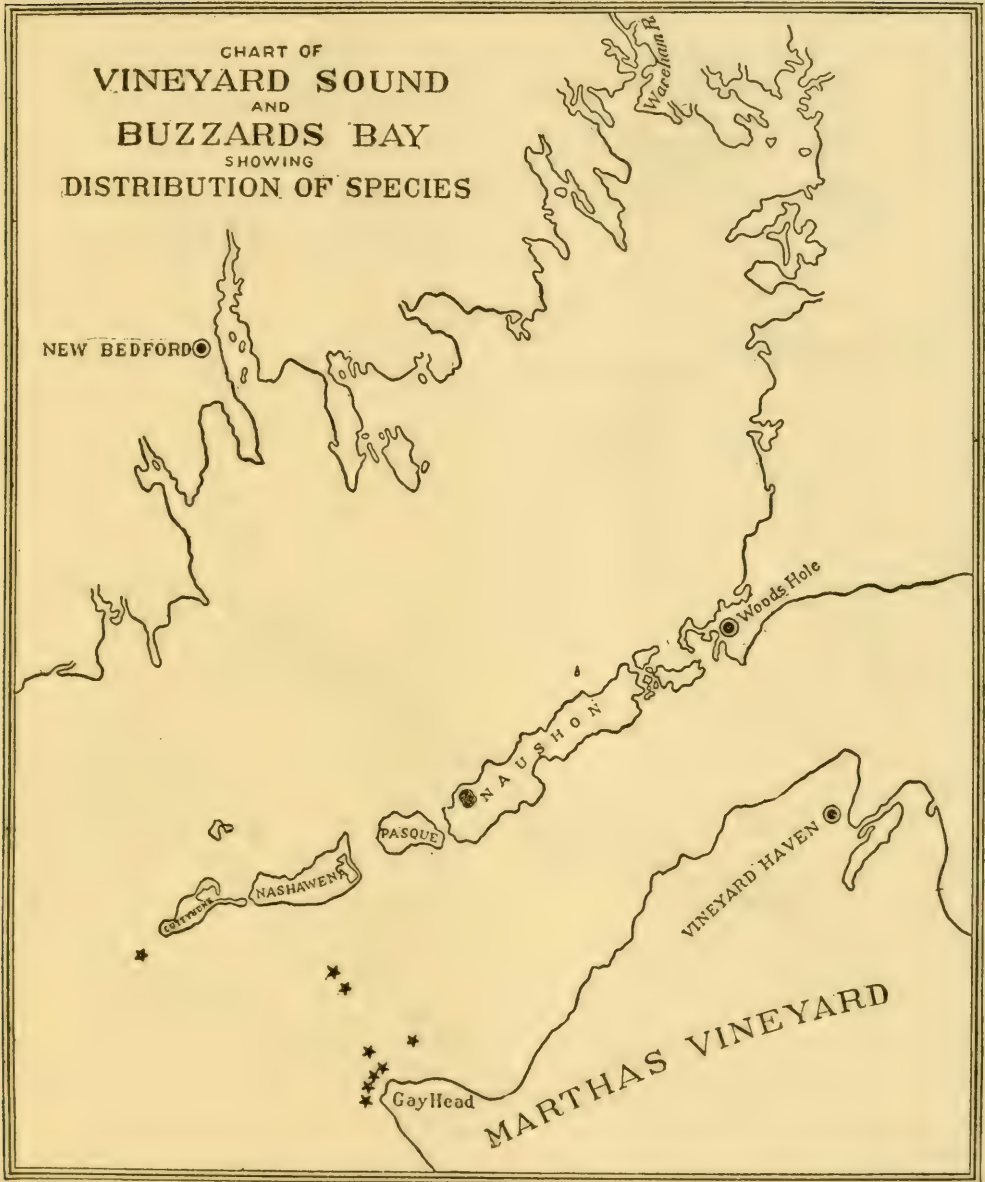 CHART OF
VINEYARD SOUND
AND
BUZZARDS BAY
SHOWING
DISTRIBUTION OF SPECIES
Wareham R.
NEW BEDFORD
Woods Hole
NAUSHON
PASQUE
NASHAWENA
CUTTYHUNK
VINEYARD HAVEN
MARTHAS VINEYARD
Gay Head